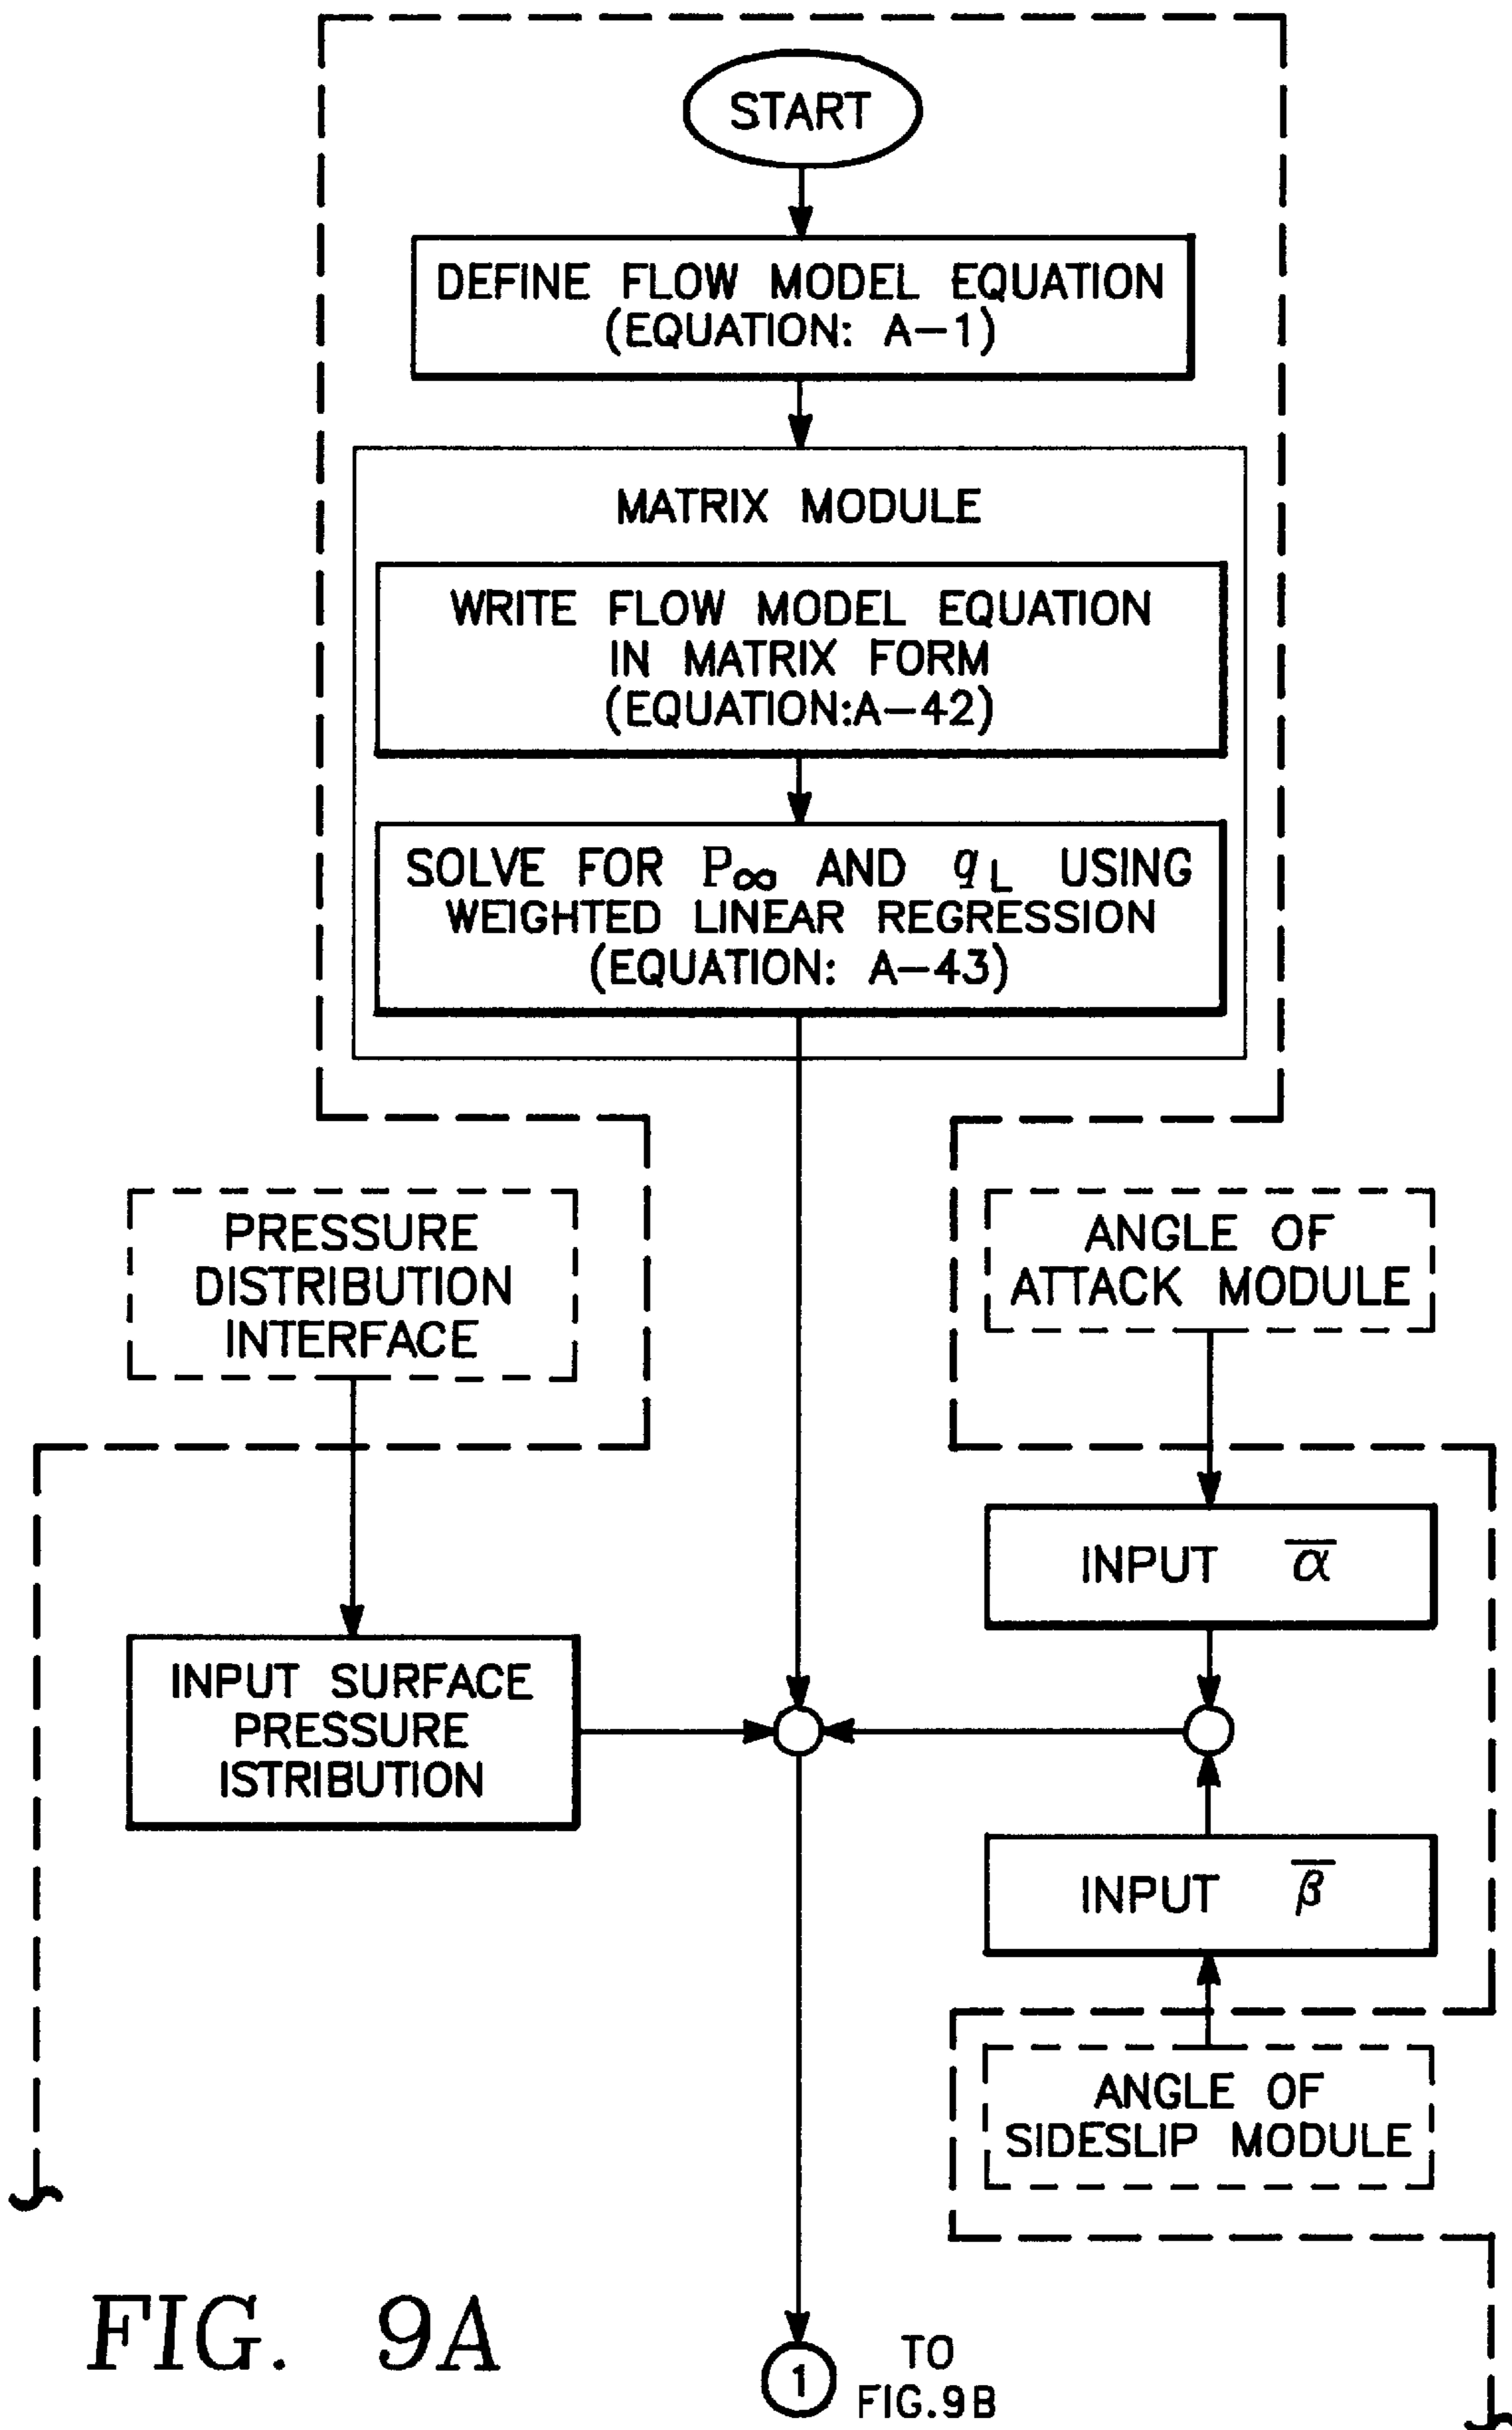 START
DEFINE FLOW MODEL EQUATION
(EQUATION: A-1)
MATRIX MODULE
WRITE FLOW MODEL EQUATION
IN MATRIX FORM
(EQUATION:A-42)
SOLVE FOR P∞ AND qL USING
WEIGHTED LINEAR REGRESSION
(EQUATION: A-43)
PRESSURE
DISTRIBUTION
INTERFACE
ANGLE OF
ATTACK MODULE
INPUT α̅
INPUT SURFACE
PRESSURE
ISTRIBUTION
INPUT β̅
ANGLE OF
SIDESLIP MODULE
FIG. 9A
1
TO
FIG.9B